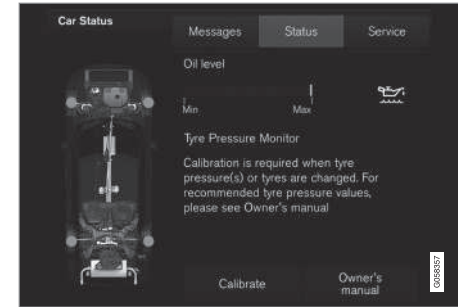 Car Status
Messages
Status
Service
Oil level
Min
Max
Tyre Pressure Monitor
Calibration is required when tyre
pressure(s) or tyres are changed. For
recommended tyre pressure values,
please see Owner's manual
Calibrate
Owner's
manual
G058357